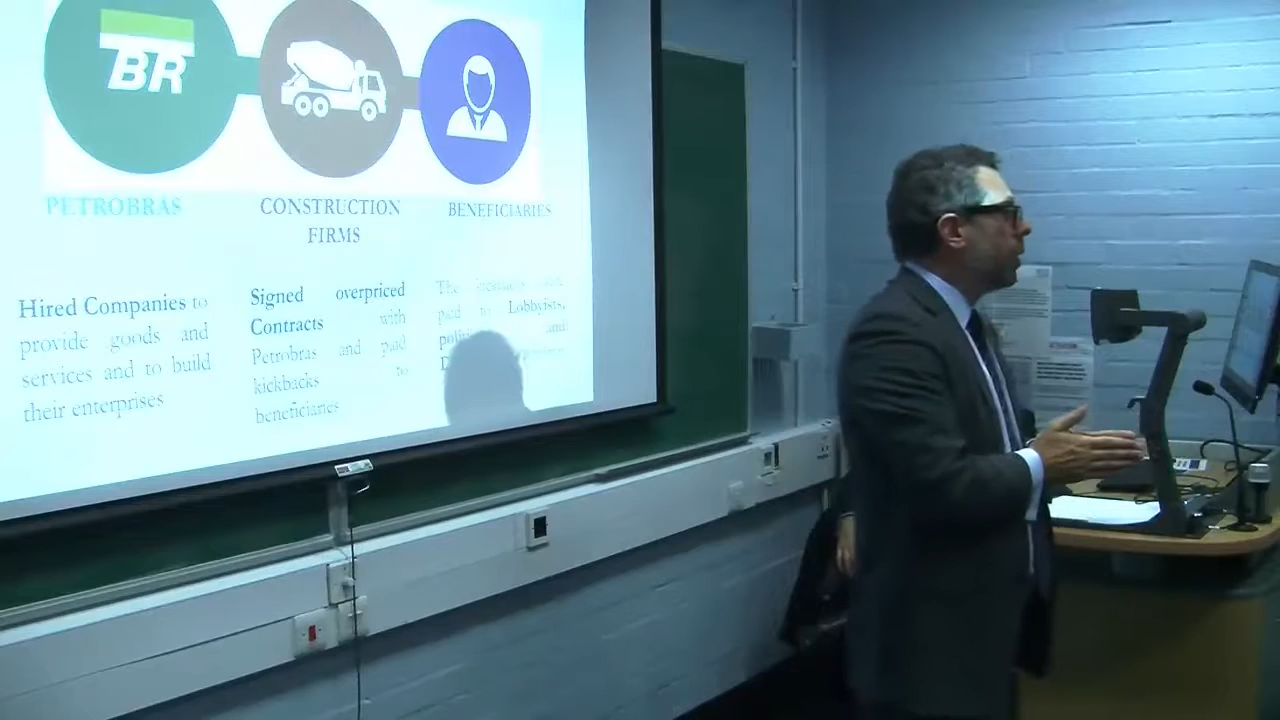 BR
PETROBRAS
CONSTRUCTION
FIRMS
BENEFICIARIES
Hired Companies to
provide goods and
services and to build
their enterprises
Signed overpriced
Contracts with
Petrobras and paid
kickbacks to
beneficiaries
The
paid to Lobbyists,
and